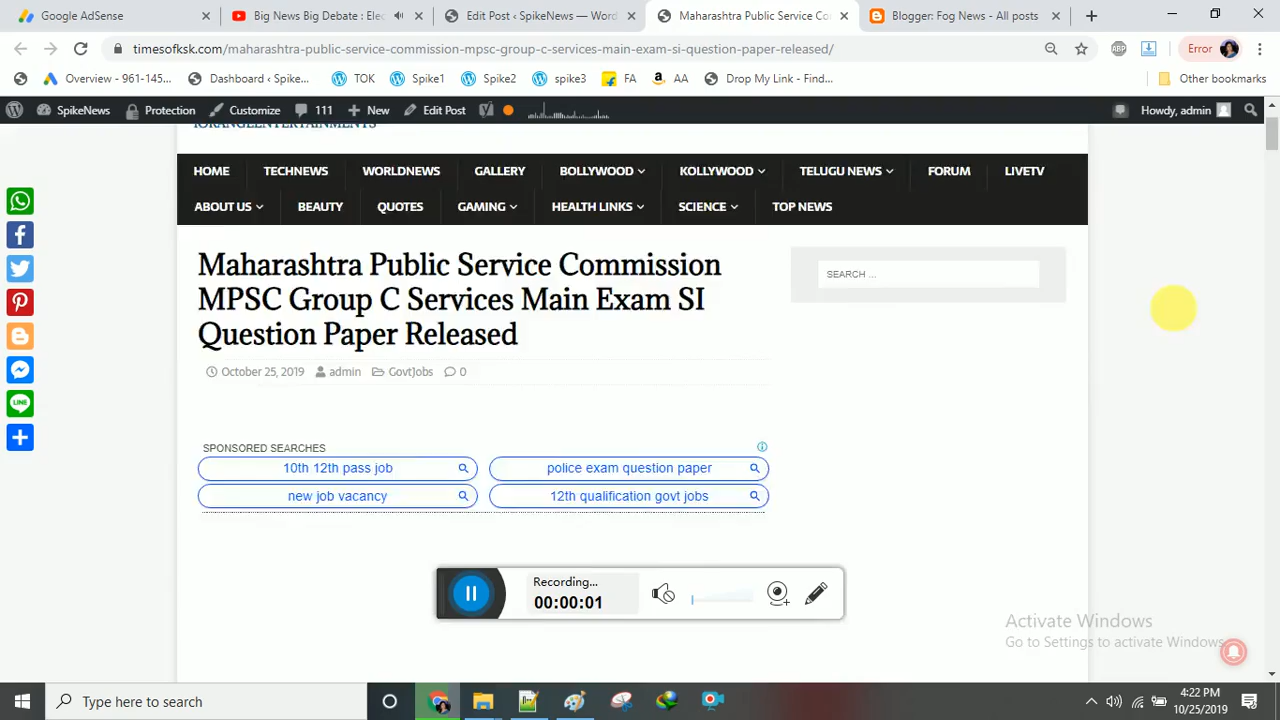 Google AdSense
Big News Big Debate : Elec
Edit Post ‹ SpikeNews — Word
Maharashtra Public Service Co
Blogger: Fog News - All posts
timesofksk.com/maharashtra-public-service-commission-mpsc-group-c-services-main-exam-si-question-paper-released/
ABP
Error
Overview - 961-145...
Dashboard ‹ Spike...
TOK
Spike1
Spike2
spike3
FA
AA
Drop My Link - Fin...
Other bookmarks
SpikeNews
Protection
Customize
111
New
Edit Post
Howdy, admin
TORANGEENTERTAINMENTS
HOME TECHNEWS WORLDNEWS GALLERY BOLLYWOOD KOLLYWOOD TELUGU NEWS FORUM LIVETV
ABOUT US BEAUTY QUOTES GAMING HEALTH LINKS SCIENCE TOP NEWS
Maharashtra Public Service Commission
MPSC Group C Services Main Exam SI
Question Paper Released
SEARCH ...
October 25, 2019 admin GovtJobs 0
SPONSORED SEARCHES
10th 12th pass job
police exam question paper
new job vacancy
12th qualification govt jobs
LINE
Recording...
00:00:01
Activate Windows
Go to Settings to activate Windows.
Type here to search
4:22 PM
10/25/2019